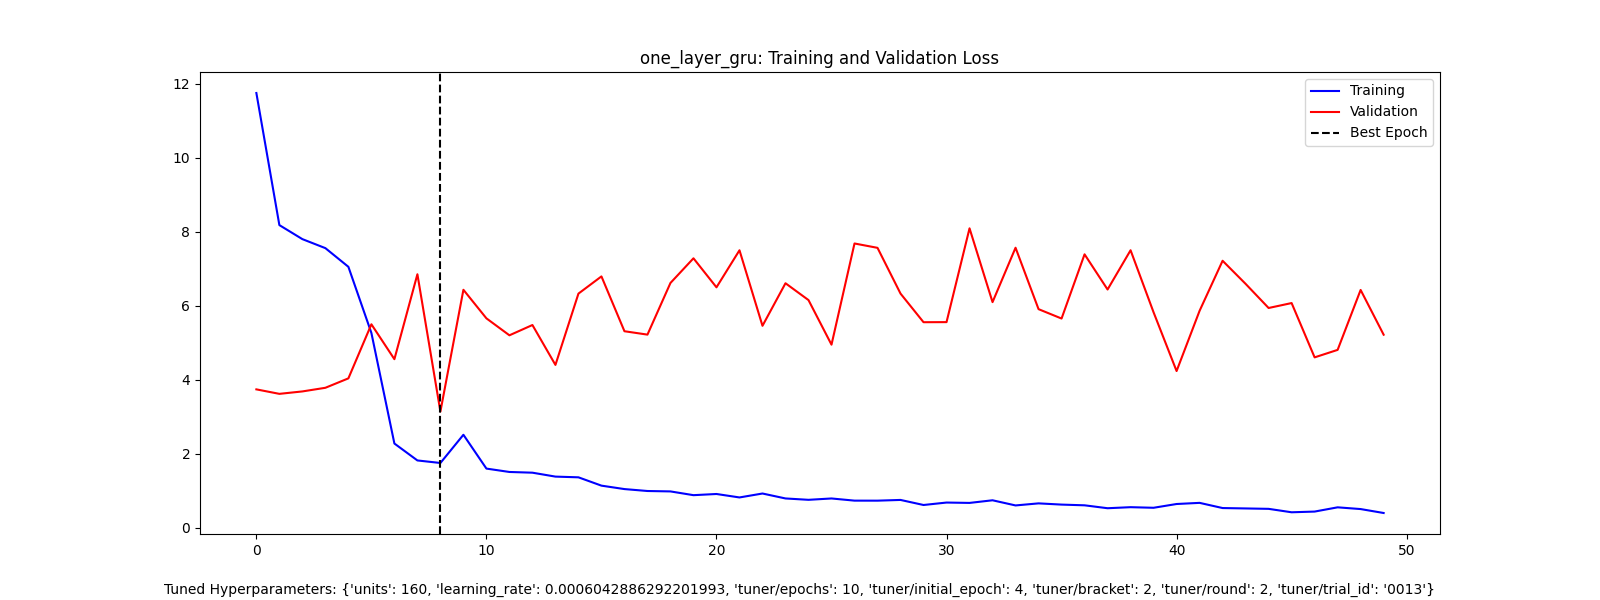 one_layer_gru: Training and Validation Loss
12
10
8
6
4
2
0
Training
Validation
Best Epoch
0 10 20 30 40 50
Tuned Hyperparameters: {'units': 160, 'learning_rate': 0.0006042886292201993, 'tuner/epochs': 10, 'tuner/initial_epoch': 4, 'tuner/bracket': 2, 'tuner/round': 2, 'tuner/trial_id': '0013'}